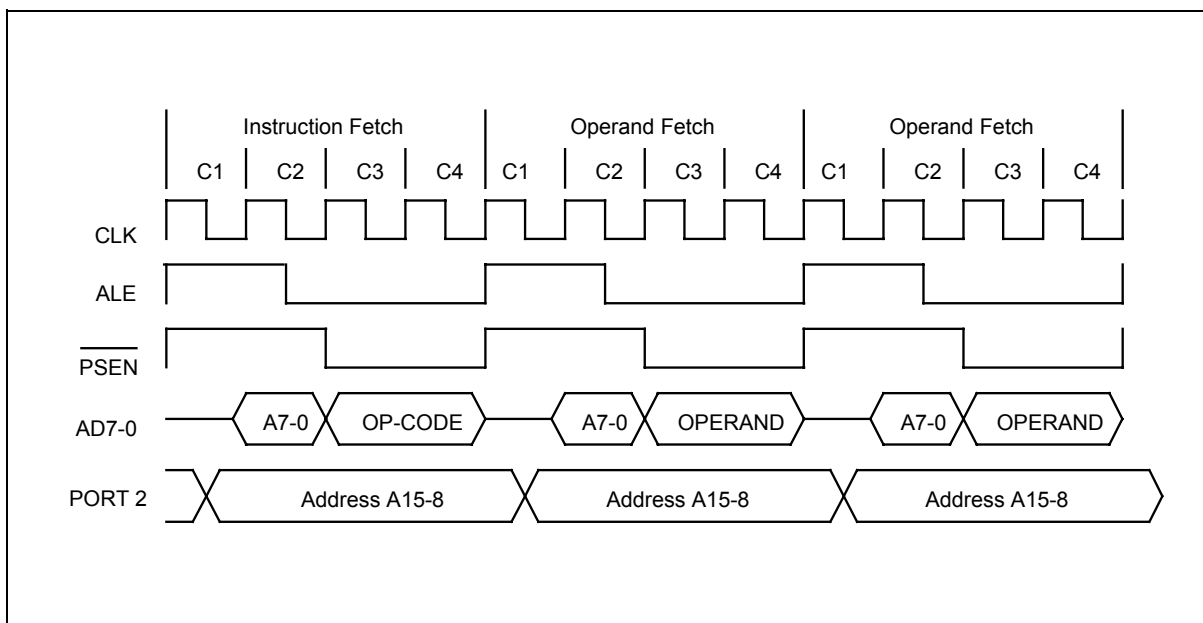 Instruction Fetch Operand Fetch Operand Fetch
C1 C2 C3 C4 C1 C2 C3 C4 C1 C2 C3 C4
CLK
ALE
PSEN
AD7-0 A7-0 OP-CODE A7-0 OPERAND A7-0 OPERAND
PORT 2 Address A15-8 Address A15-8 Address A15-8